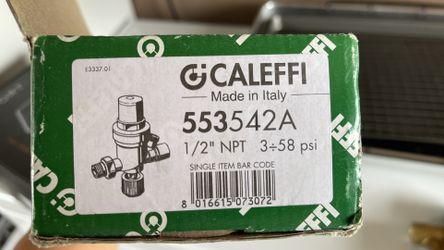 E3337.01
CALEFFI
Made in Italy
553542A
1/2" NPT 3÷58 psi
SINGLE ITEM BAR CODE
8 016615 073072